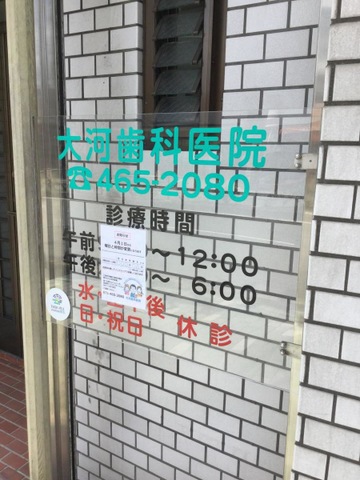 大河歯科医院
☎465-2080
診療時間
午前 ～12:00
午後 ～ 6:00
水 後
日・祝日 休診